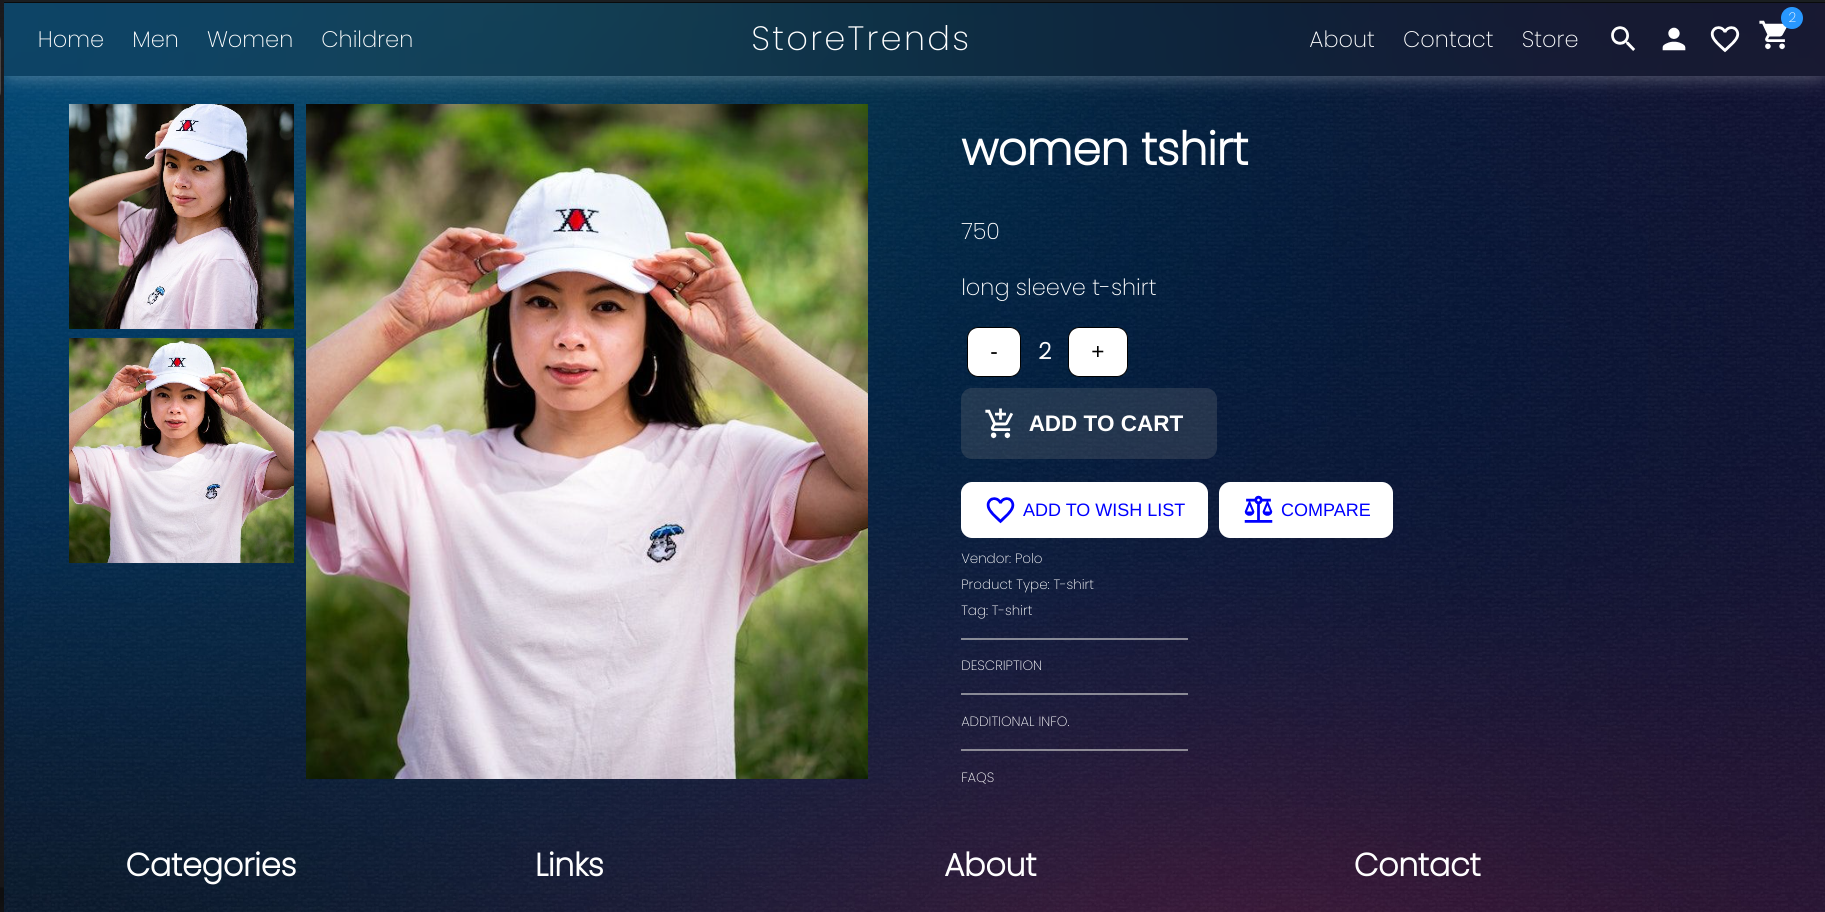 Home Men Women Children StoreTrends About Contact Store 2
women tshirt
750
long sleeve t-shirt
- 2 +
ADD TO CART
ADD TO WISH LIST COMPARE
Vendor: Polo
Product Type: T-shirt
Tag: T-shirt
DESCRIPTION
ADDITIONAL INFO.
FAQS
Categories Links About Contact